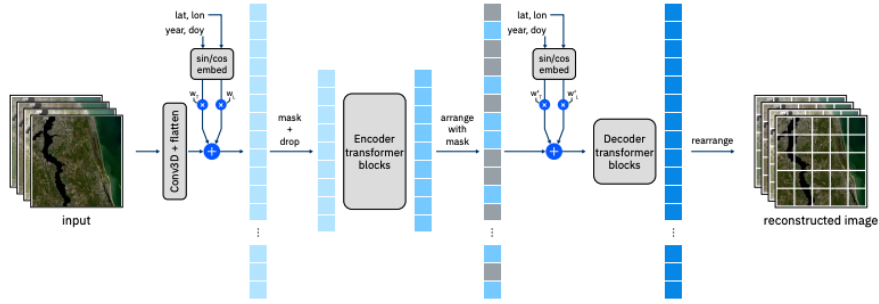 lat, lon
year, doy
sin/cos
embed
w_T
w_L
Conv3D + flatten
input
mask
+
drop
Encoder
transformer
blocks
arrange
with
mask
lat, lon
year, doy
sin/cos
embed
w'_T
w'_L
Decoder
transformer
blocks
rearrange
reconstructed image